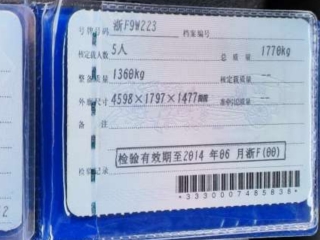 号牌号码 浙F9W223 档案编号
核定载人数 5人 总质量 1770kg
整备质量 1360kg 核定载质量 --
外廓尺寸 4598×1797×1477mm 准牵引总质量 --
备注
检验有效期至2014 年06 月浙F(00)
检验记录
*3330007485838*
12